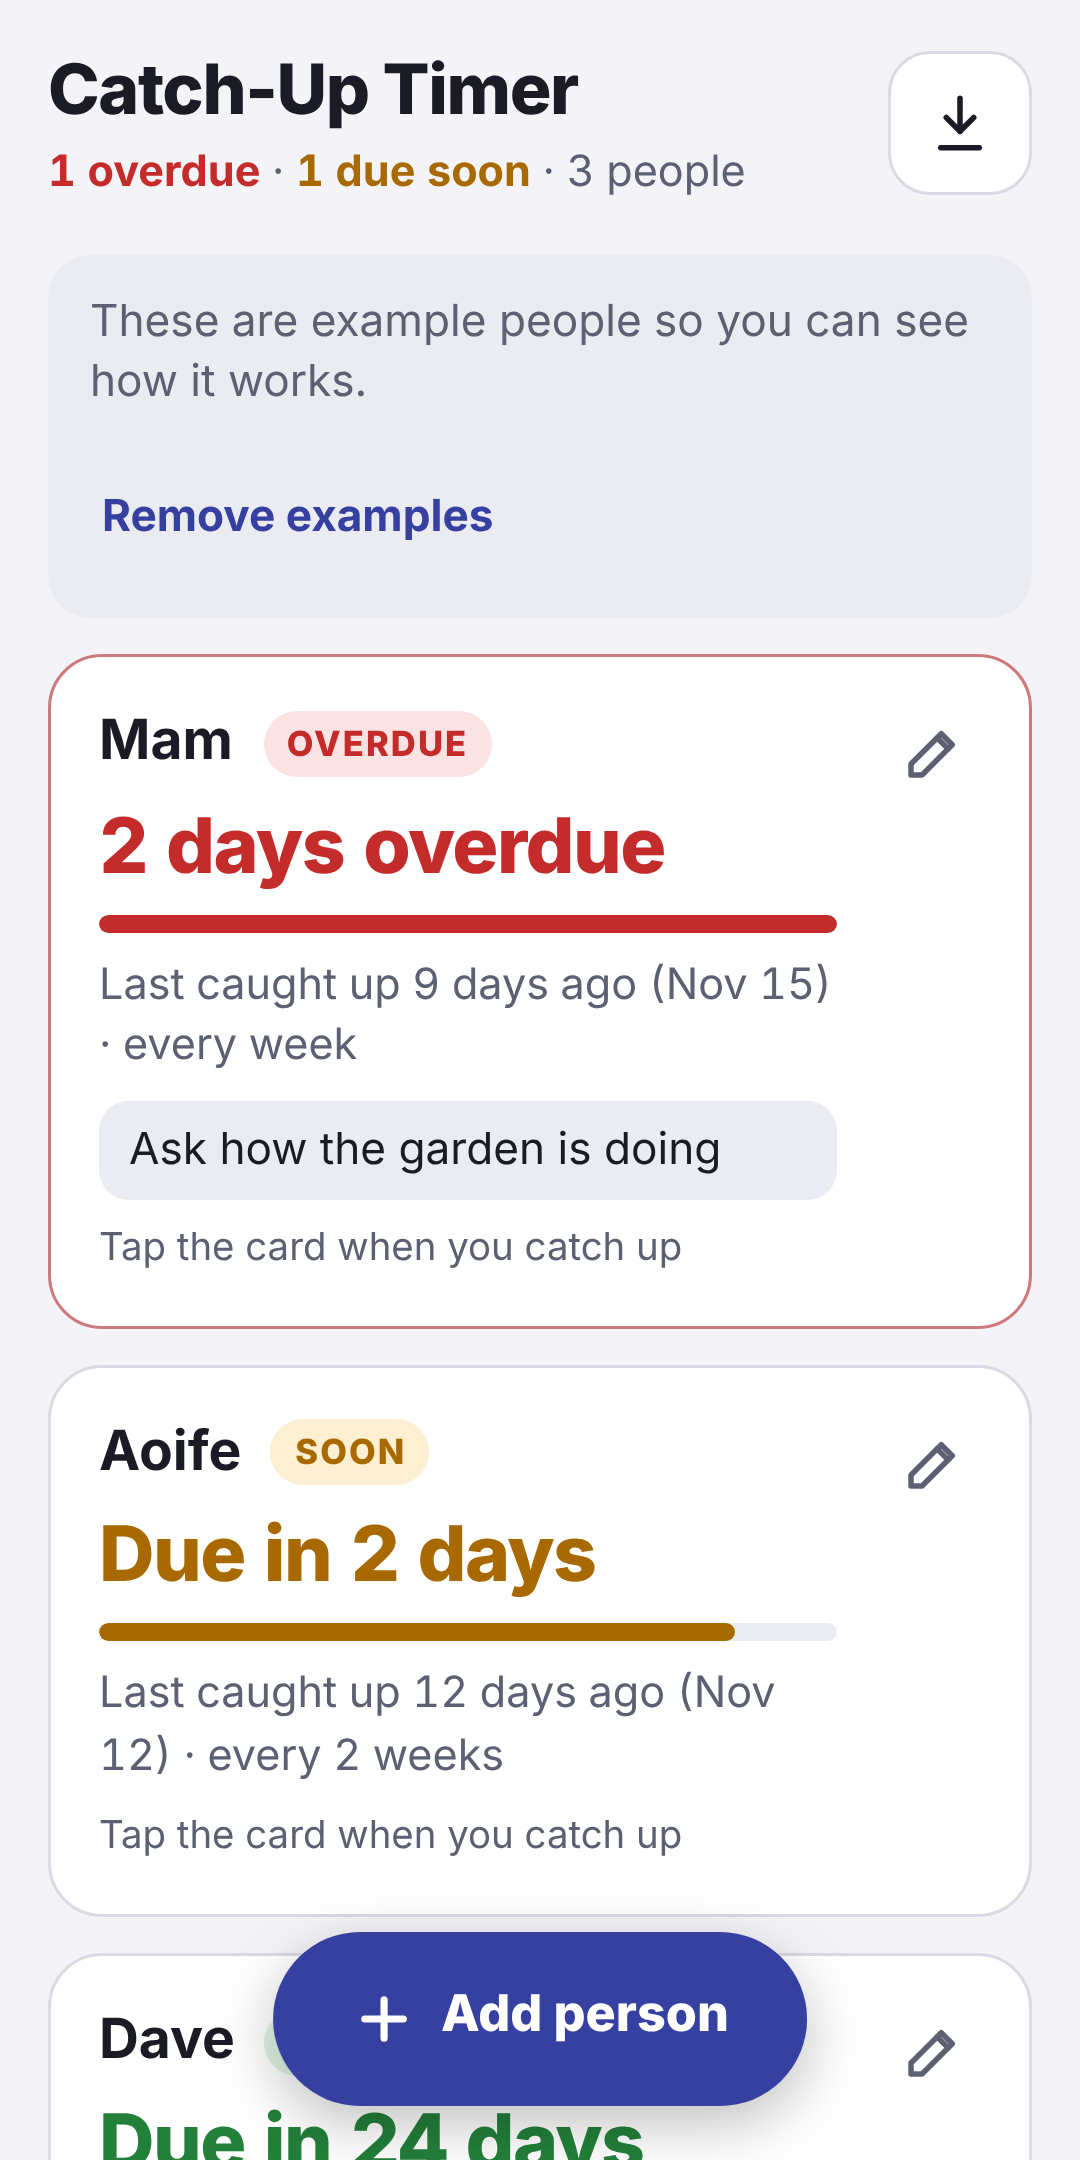 Catch-Up Timer
1 overdue · 1 due soon · 3 people
These are example people so you can see
how it works.
Remove examples
Mam OVERDUE
2 days overdue
Last caught up 9 days ago (Nov 15)
· every week
Ask how the garden is doing
Tap the card when you catch up
Aoife SOON
Due in 2 days
Last caught up 12 days ago (Nov
12) · every 2 weeks
Tap the card when you catch up
Dave
+ Add person
Due in 24 days